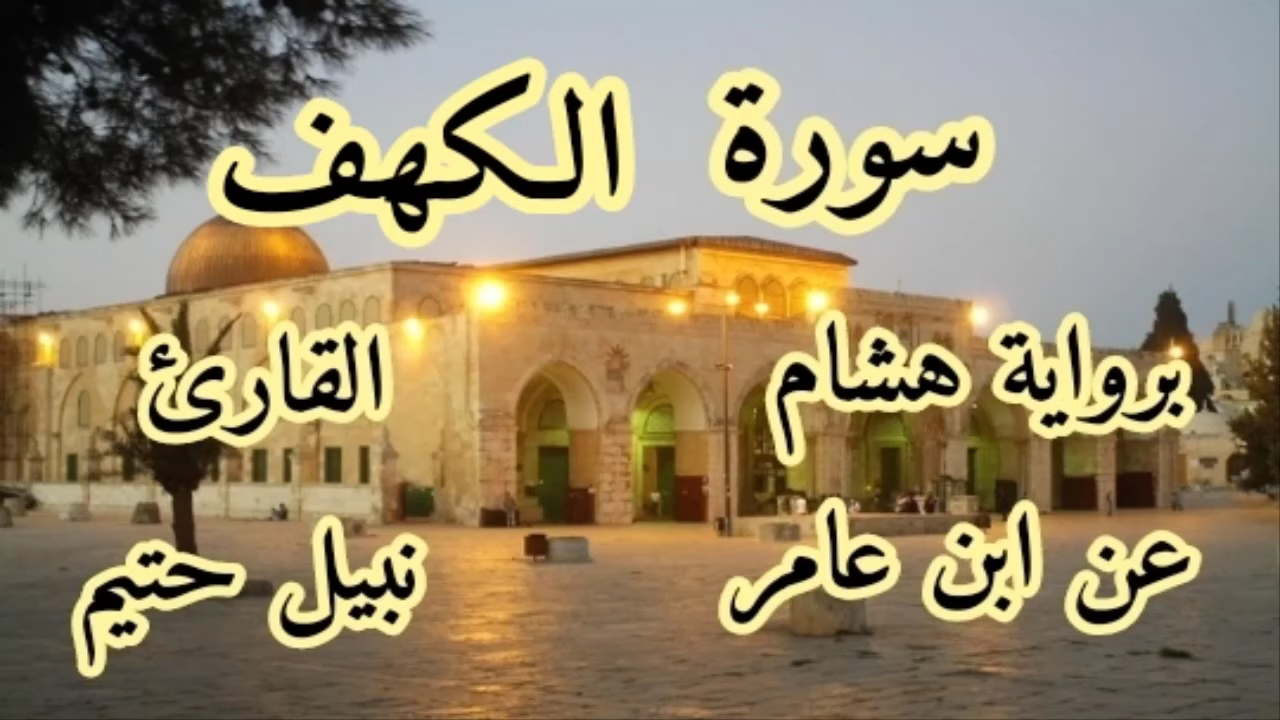 سورة الكهف
برواية هشام
عن ابن عامر
القارئ
نبيل حتيم